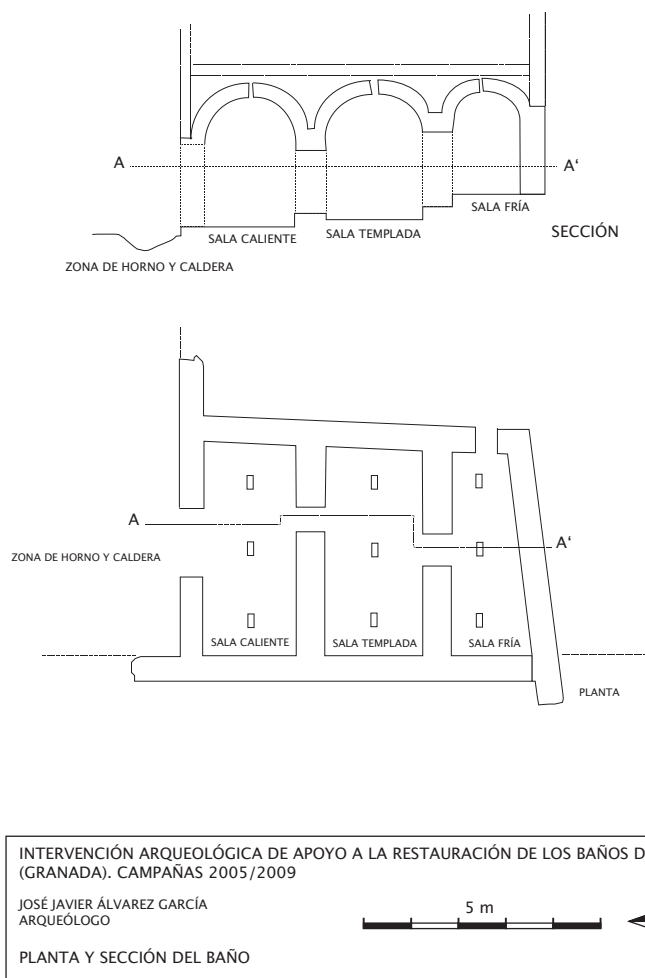 A
A'
SALA FRÍA
SECCIÓN
SALA CALIENTE
SALA TEMPLADA
ZONA DE HORNO Y CALDERA
A
A'
ZONA DE HORNO Y CALDERA
SALA CALIENTE
SALA TEMPLADA
SALA FRÍA
PLANTA
INTERVENCIÓN ARQUEOLÓGICA DE APOYO A LA RESTAURACIÓN DE LOS BAÑOS
(GRANADA). CAMPAÑAS 2005/2009
JOSÉ JAVIER ÁLVAREZ GARCÍA
ARQUEÓLOGO
5 m
PLANTA Y SECCIÓN DEL BAÑO